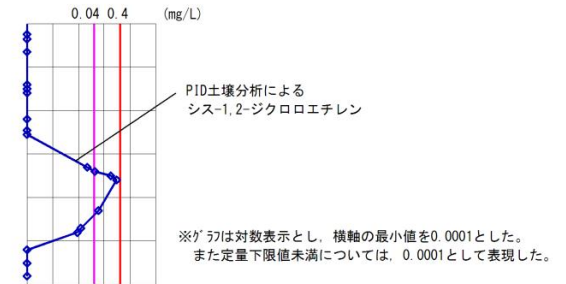 0.04 0.4 (mg/L)
PID土壌分析による
シス-1,2-ジクロロエチレン
※グラフは対数表示とし，横軸の最小値を0.0001とした。
また定量下限値未満については，0.0001として表現した。